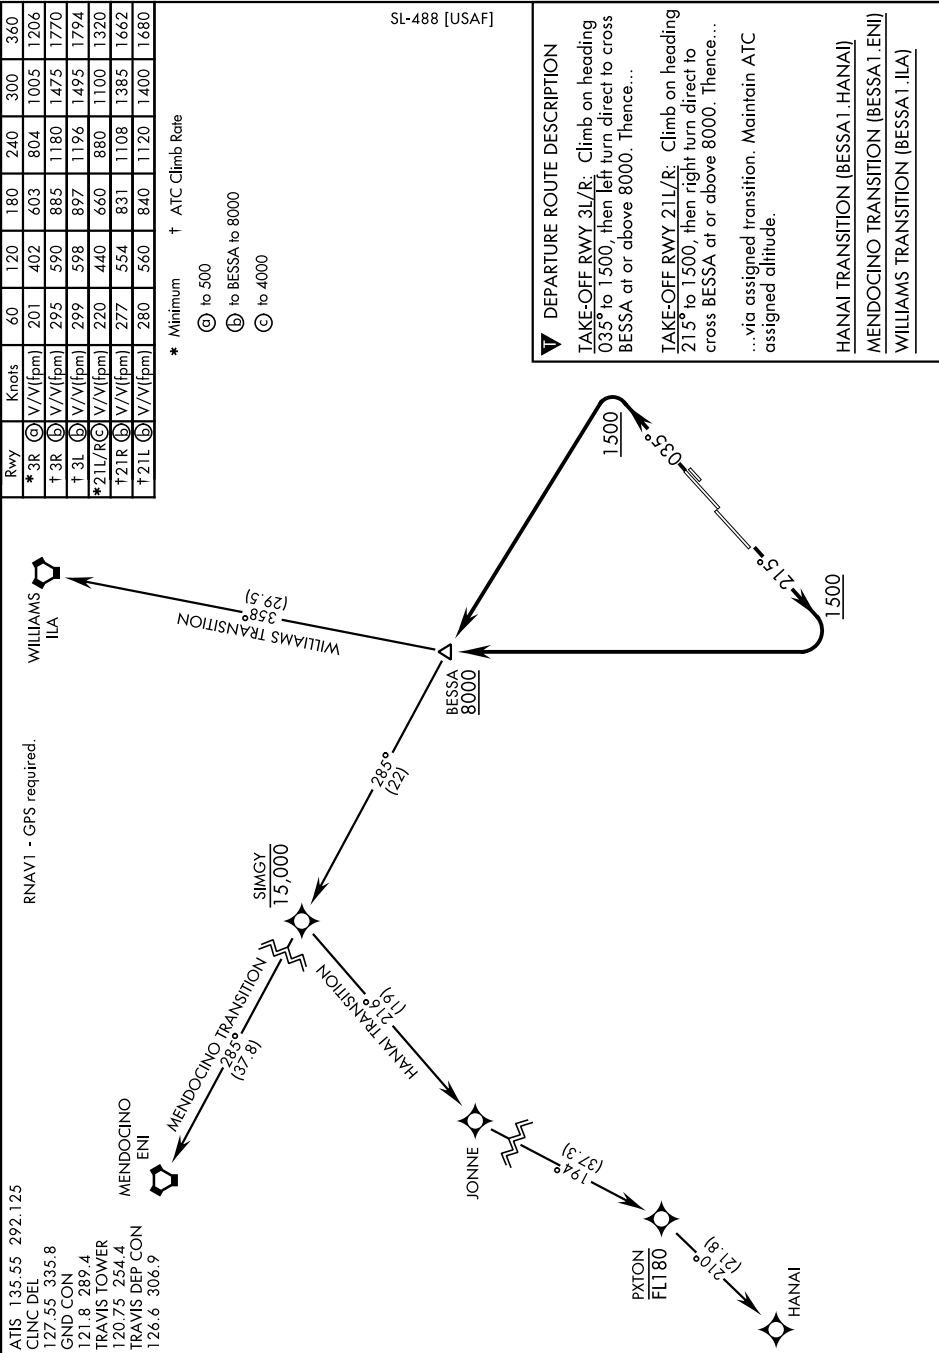 SL-488 [USAF]
ATIS 135.55 292.125
CLNC DEL
127.55 335.8
GND CON
121.8 289.4
TRAVIS TOWER
120.75 254.4
TRAVIS DEP CON
126.6 306.9
RNAV1 - GPS required.
Rwy Knots 60 120 180 240 300 360
* 3R ⓐ V/V(fpm) 201 402 603 804 1005 1206
† 3R ⓑ V/V(fpm) 295 590 885 1180 1475 1770
† 3L ⓑ V/V(fpm) 299 598 897 1196 1495 1794
*21L/R ⓒ V/V(fpm) 220 440 660 880 1100 1320
†21R ⓑ V/V(fpm) 277 554 831 1108 1385 1662
†21L ⓑ V/V(fpm) 280 560 840 1120 1400 1680
* Minimum † ATC Climb Rate
ⓐ to 500
ⓑ to BESSA to 8000
ⓒ to 4000
WILLIAMS
ILA
WILLIAMS TRANSITION
358°
(29.5)
MENDOCINO
ENI
MENDOCINO TRANSITION
285°
(37.8)
SIMGY
15,000
285°
(22)
BESSA
8000
HANAI TRANSITION
216°
(19)
JONNE
194°
(37.3)
PXTON
FL180
210°
(21.8)
HANAI
1500
035°
215°
1500
T DEPARTURE ROUTE DESCRIPTION
TAKE-OFF RWY 3L/R: Climb on heading
035° to 1500, then left turn direct to cross
BESSA at or above 8000. Thence...
TAKE-OFF RWY 21L/R: Climb on heading
215° to 1500, then right turn direct to
cross BESSA at or above 8000. Thence...
...via assigned transition. Maintain ATC
assigned altitude.
HANAI TRANSITION (BESSA1.HANAI)
MENDOCINO TRANSITION (BESSA1.ENI)
WILLIAMS TRANSITION (BESSA1.ILA)